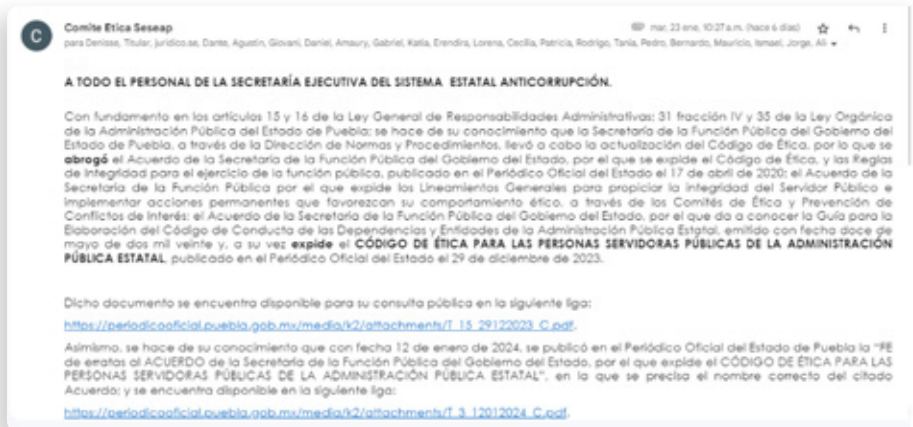 C
Comite Etica Seseap
mar, 23 ene, 10:27 a.m. (hace 6 días)
para Denisse, Titular, juridico.se, Dante, Agustin, Giovani, Daniel, Amaury, Gabriel, Katia, Erendira, Lorena, Cecilia, Patricia, Rodrigo, Tania, Pedro, Bernardo, Mauricio, Ismael, Jorge, Ali
A TODO EL PERSONAL DE LA SECRETARÍA EJECUTIVA DEL SISTEMA ESTATAL ANTICORRUPCIÓN.
Con fundamento en los artículos 15 y 16 de la Ley General de Responsabilidades Administrativas; 31 fracción IV y 35 de la Ley Orgánica
de la Administración Pública del Estado de Puebla; se hace de su conocimiento que la Secretaría de la Función Pública del Gobierno del
Estado de Puebla, a través de la Dirección de Normas y Procedimientos, llevó a cabo la actualización del Código de Ética, por lo que se
abrogó el Acuerdo de la Secretaría de la Función Pública del Gobierno del Estado, por el que se expide el Código de Ética, y las Reglas
de Integridad para el ejercicio de la función pública, publicado en el Periódico Oficial del Estado el 17 de abril de 2020; el Acuerdo de la
Secretaría de la Función Pública por el que expide los Lineamientos Generales para propiciar la integridad del Servidor Público e
implementar acciones permanentes que favorezcan su comportamiento ético, a través de los Comités de Ética y Prevención de
Conflictos de Interés; el Acuerdo de la Secretaría de la Función Pública del Gobierno del Estado, por el que da a conocer la Guía para la
Elaboración del Código de Conducta de las Dependencias y Entidades de la Administración Pública Estatal, emitido con fecha doce de
mayo de dos mil veinte y, a su vez expide el CÓDIGO DE ÉTICA PARA LAS PERSONAS SERVIDORAS PÚBLICAS DE LA ADMINISTRACIÓN
PÚBLICA ESTATAL, publicado en el Periódico Oficial del Estado el 29 de diciembre de 2023.
Dicho documento se encuentra disponible para su consulta pública en la siguiente liga:
https://periodicooficial.puebla.gob.mx/media/k2/attachments/T_15_29122023_C.pdf.
Asimismo, se hace de su conocimiento que con fecha 12 de enero de 2024, se publicó en el Periódico Oficial del Estado de Puebla la "FE
de erratas al ACUERDO de la Secretaría de la Función Pública del Gobierno del Estado, por el que expide el CÓDIGO DE ÉTICA PARA LAS
PERSONAS SERVIDORAS PÚBLICAS DE LA ADMINISTRACIÓN PÚBLICA ESTATAL", en la que se precisa el nombre correcto del citado
Acuerdo; y se encuentra disponible en la siguiente liga:
https://periodicooficial.puebla.gob.mx/media/k2/attachments/T_3_12012024_C.pdf.